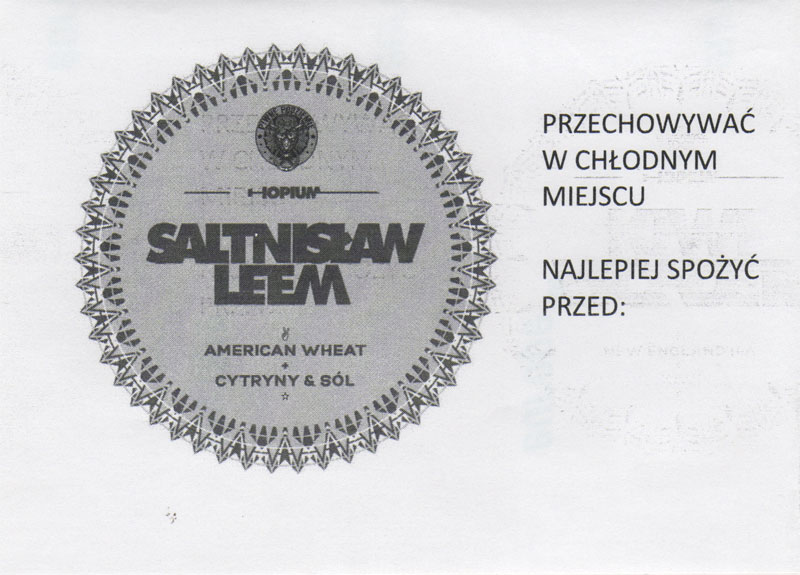 HOPIUM
SALTNISŁAW
LEEM
AMERICAN WHEAT
+
CYTRYNY & SÓL
PRZECHOWYWAĆ
W CHŁODNYM
MIEJSCU
NAJLEPIEJ SPOŻYĆ
PRZED: